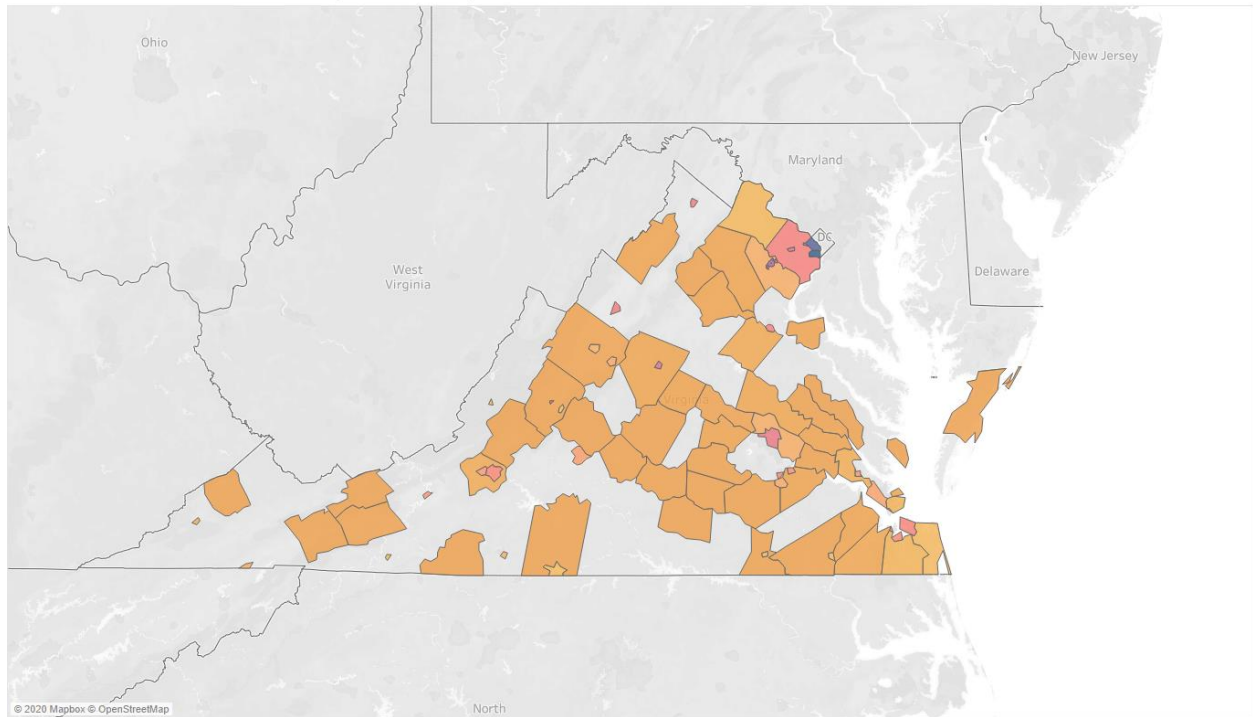 Ohio
New Jersey
Maryland
DC
West
Virginia
Delaware
Virginia
North
© 2020 Mapbox © OpenStreetMap